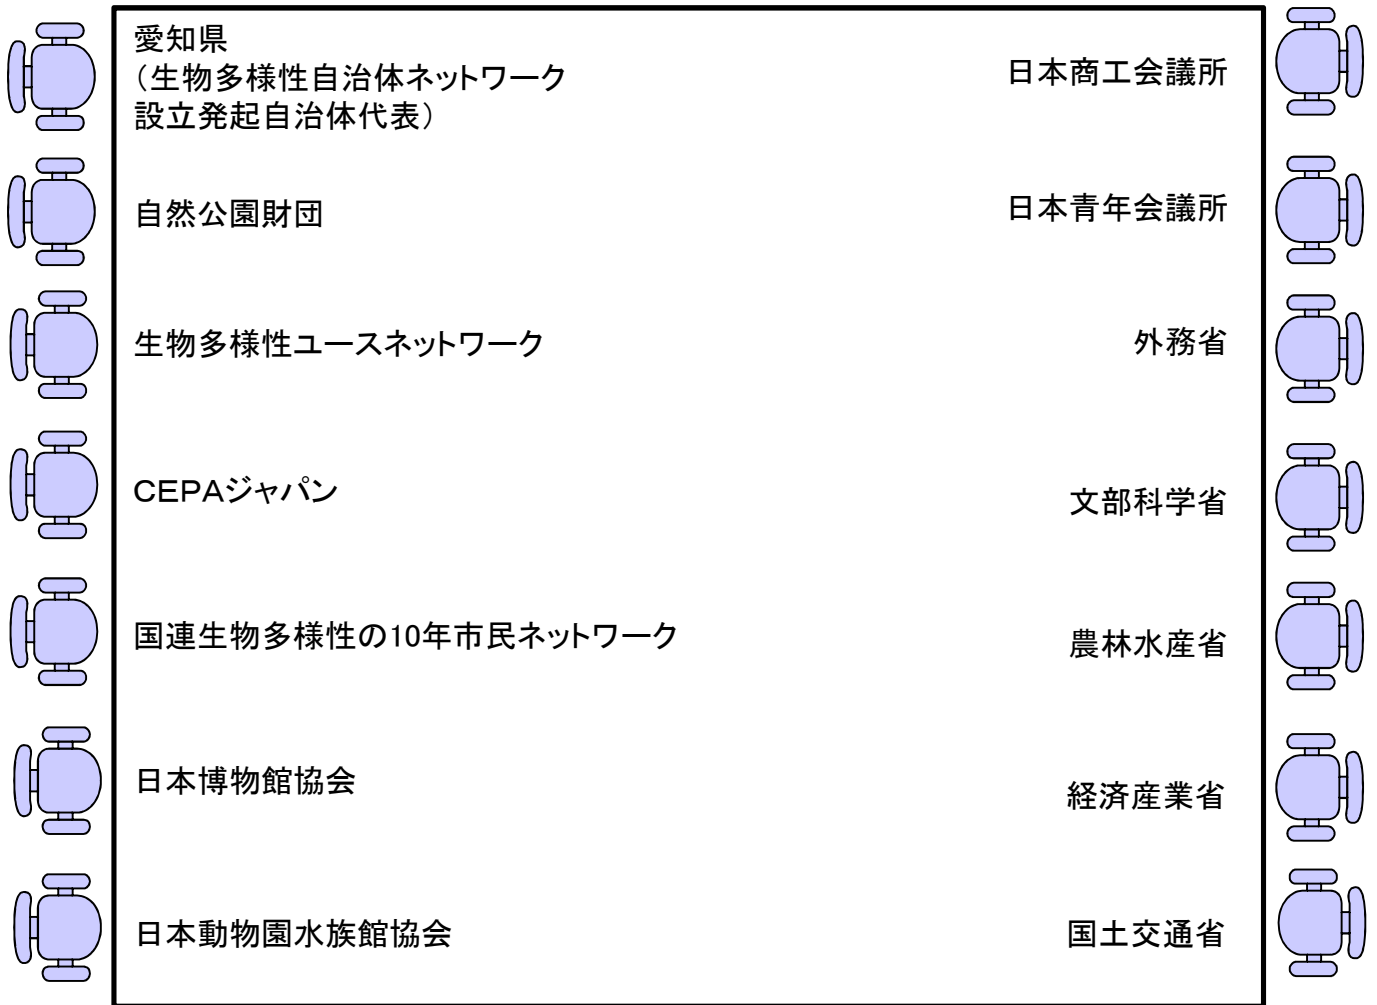 愛知県
(生物多様性自治体ネットワーク
設立発起自治体代表)
自然公園財団
生物多様性ユースネットワーク
CEPAジャパン
国連生物多様性の10年市民ネットワーク
日本博物館協会
日本動物園水族館協会
日本商工会議所
日本青年会議所
外務省
文部科学省
農林水産省
経済産業省
国土交通省